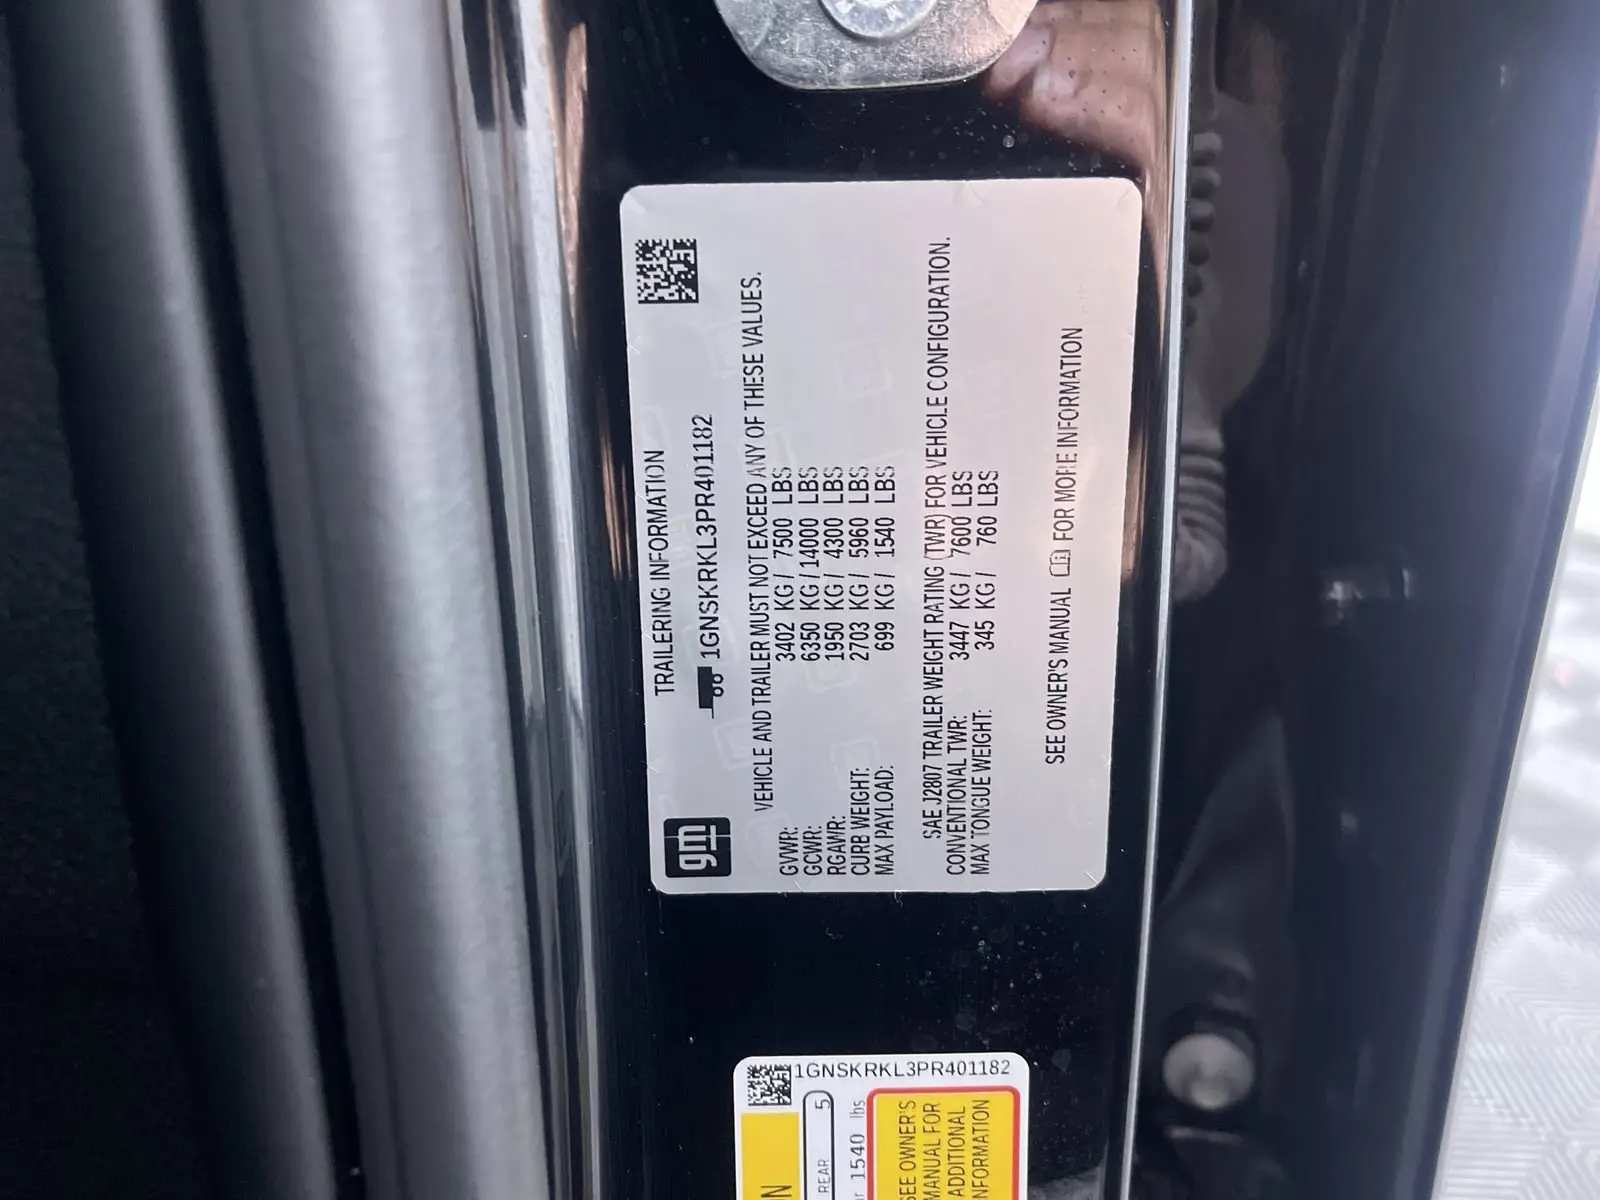 gm
TRAILERING INFORMATION
1GNSKRKL3PR401182
VEHICLE AND TRAILER MUST NOT EXCEED ANY OF THESE VALUES.
GVWR: 3402 KG / 7500 LBS
GCWR: 6350 KG / 14000 LBS
RGAWR: 1950 KG / 4300 LBS
CURB WEIGHT: 2703 KG / 5960 LBS
MAX PAYLOAD: 699 KG / 1540 LBS
SAE J2807 TRAILER WEIGHT RATING (TWR) FOR VEHICLE CONFIGURATION.
CONVENTIONAL TWR: 3447 KG / 7600 LBS
MAX TONGUE WEIGHT: 345 KG / 760 LBS
SEE OWNER'S MANUAL FOR MORE INFORMATION
1GNSKRKL3PR401182
REAR 5
1540 lbs
SEE OWNER'S
MANUAL FOR
ADDITIONAL
INFORMATION